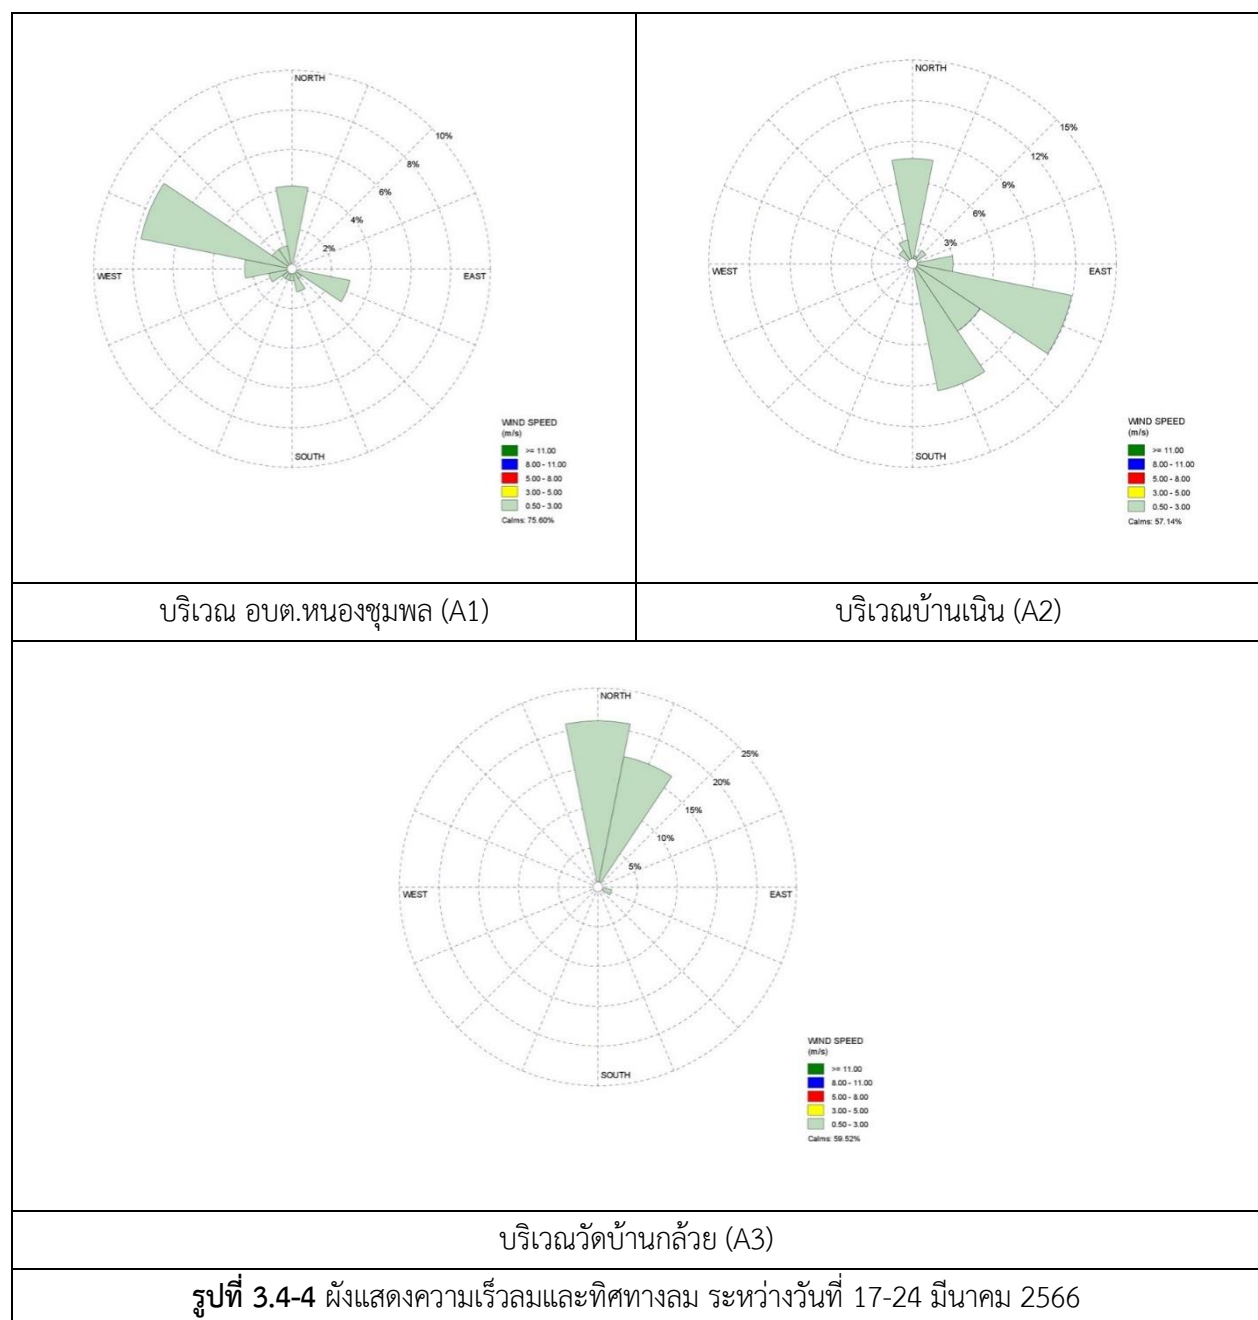 NORTH
10%
8%
6%
4%
2%
WEST
EAST
SOUTH
WIND SPEED
(m/s)
>= 11.00
8.00 - 11.00
5.00 - 8.00
3.00 - 5.00
0.50 - 3.00
Calms: 75.60%
บริเวณ อบต.หนองชุมพล (A1)
NORTH
15%
12%
9%
6%
3%
WEST
EAST
SOUTH
WIND SPEED
(m/s)
>= 11.00
8.00 - 11.00
5.00 - 8.00
3.00 - 5.00
0.50 - 3.00
Calms: 57.14%
บริเวณบ้านเนิน (A2)
NORTH
25%
20%
15%
10%
5%
WEST
EAST
SOUTH
WIND SPEED
(m/s)
>= 11.00
8.00 - 11.00
5.00 - 8.00
3.00 - 5.00
0.50 - 3.00
Calms: 59.52%
บริเวณวัดบ้านกล้วย (A3)
รูปที่ 3.4-4 ผังแสดงความเร็วลมและทิศทางลม ระหว่างวันที่ 17-24 มีนาคม 2566